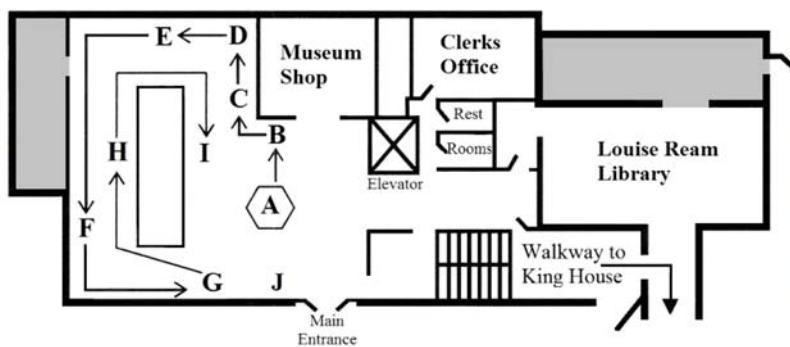 E
D
Museum
Shop
Clerks
Office
C
Rest
B
Rooms
H
I
Elevator
Louise Ream
Library
A
F
Walkway to
King House
G
J
Main
Entrance